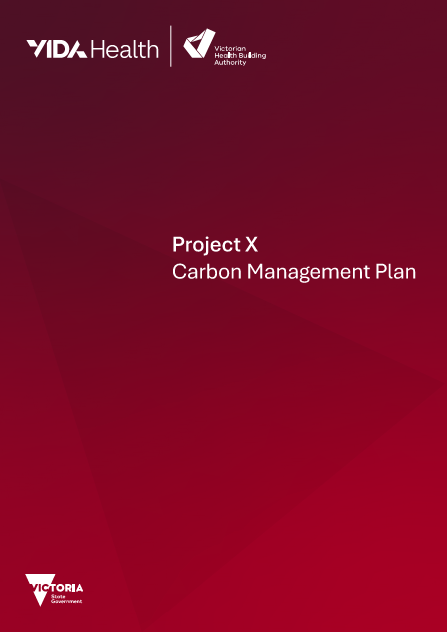 VIDA Health
Victorian
Health Building
Authority
Project X
Carbon Management Plan
VICTORIA
State
Government